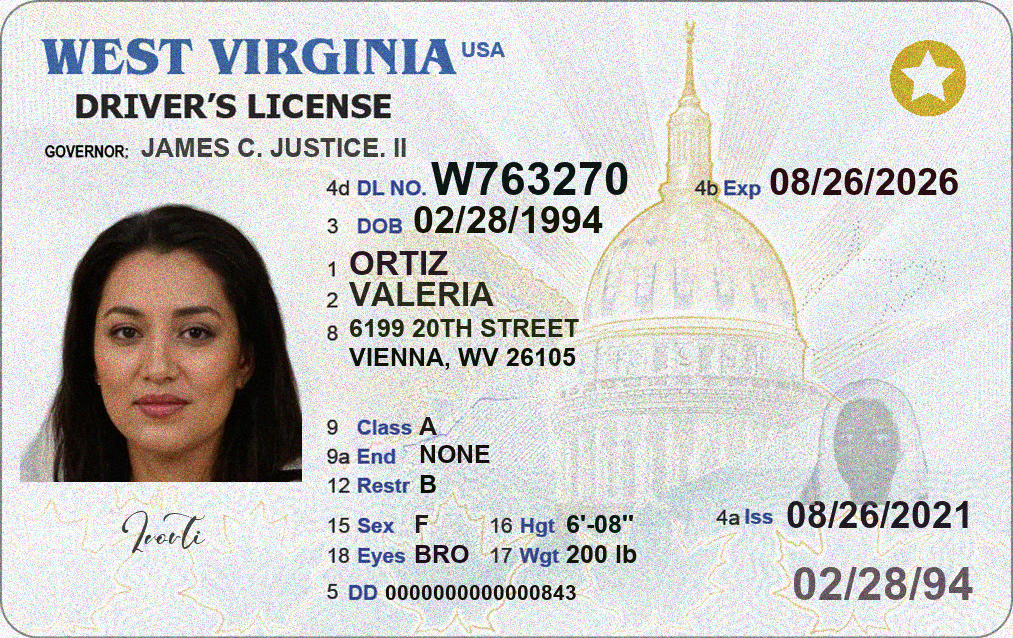 WEST VIRGINIA USA
DRIVER'S LICENSE
GOVERNOR: JAMES C. JUSTICE. II
4d DL NO. W763270 4b Exp 08/26/2026
3 DOB 02/28/1994
1 ORTIZ
2 VALERIA
8 6199 20TH STREET
VIENNA, WV 26105
9 Class A
9a End NONE
12 Restr B
15 Sex F 16 Hgt 6'-08" 4a Iss 08/26/2021
18 Eyes BRO 17 Wgt 200 lb
5 DD 0000000000000843 02/28/94